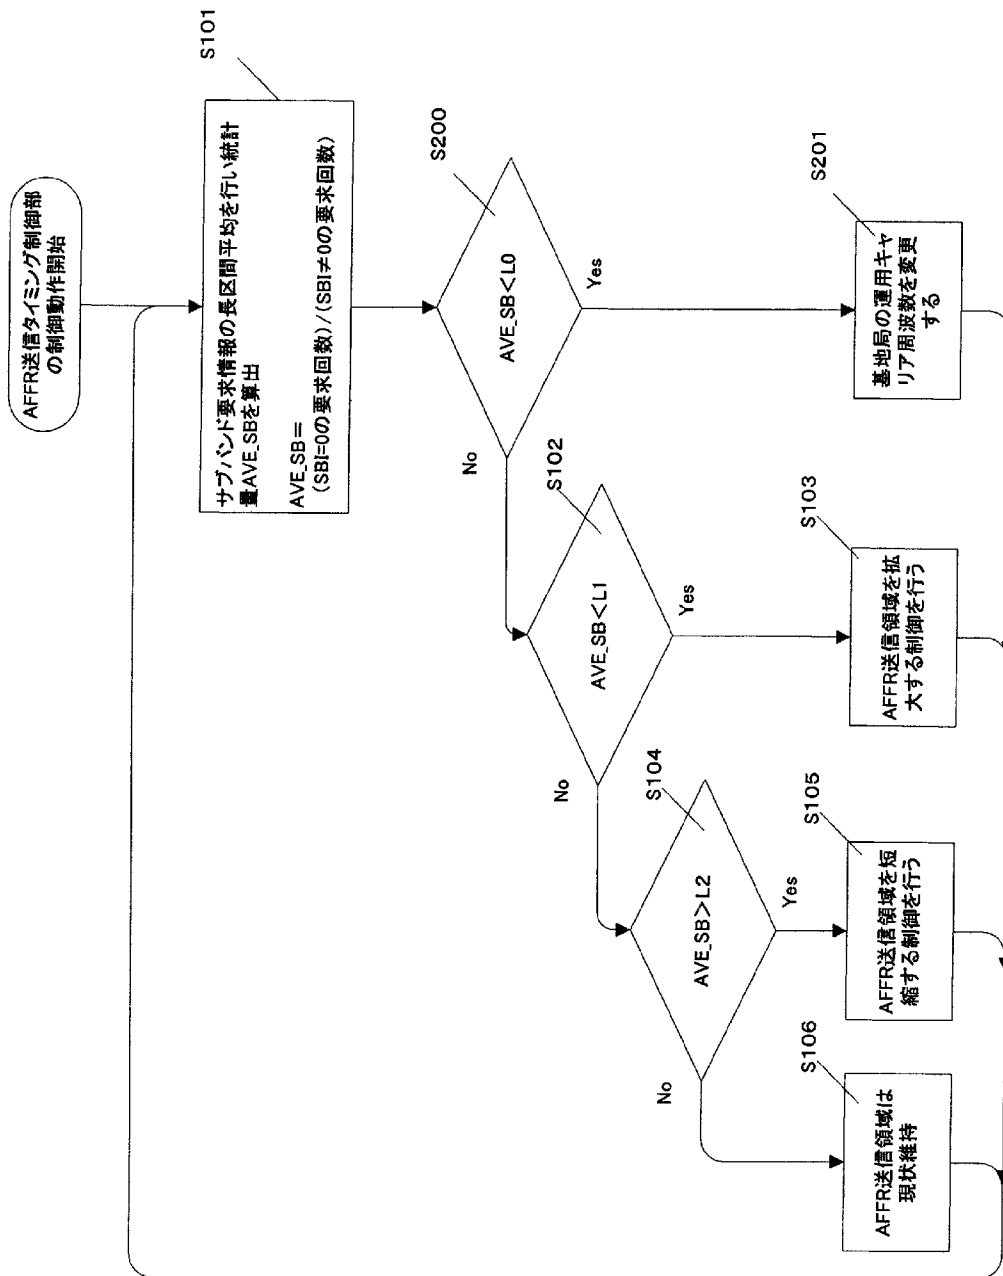 AFFR送信タイミング制御部
の制御動作開始
S101
サブバンド要求情報の長区間平均を行い統計
量AVE_SBを算出
AVE_SB=
(SBI=0の要求回数)/(SBI≠0の要求回数)
S200
AVE_SB<L0
Yes
No
S201
基地局の運用キャ
リア周波数を変更
する
S102
AVE_SB<L1
Yes
No
S103
AFFR送信領域を拡
大する制御を行う
S104
AVE_SB>L2
Yes
No
S105
AFFR送信領域を短
縮する制御を行う
S106
AFFR送信領域は
現状維持